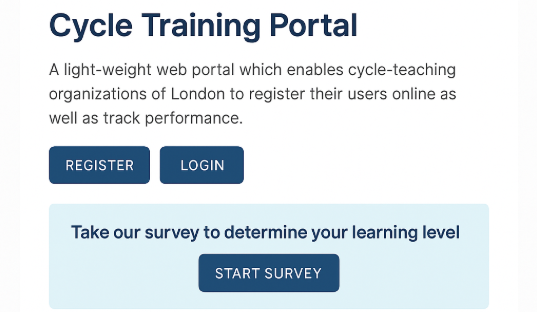 Cycle Training Portal
A light-weight web portal which enables cycle-teaching
organizations of London to register their users online as
well as track performance.
REGISTER LOGIN
Take our survey to determine your learning level
START SURVEY